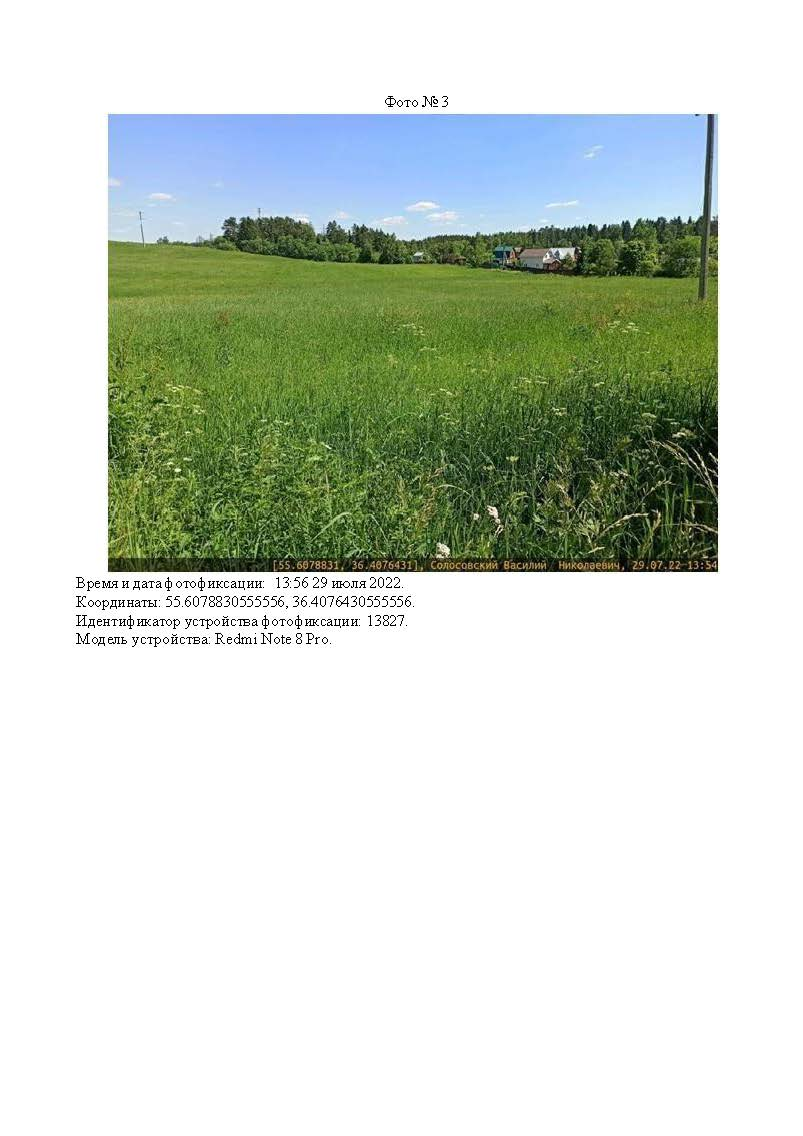 Фото № 3
[55.6078831, 36.4076431], Солосовский Василий Николаевич, 29.07.22 13:54
Время и дата фотофиксации: 13:56 29 июля 2022.
Координаты: 55.6078830555556, 36.4076430555556.
Идентификатор устройства фотофиксации: 13827.
Модель устройства: Redmi Note 8 Pro.